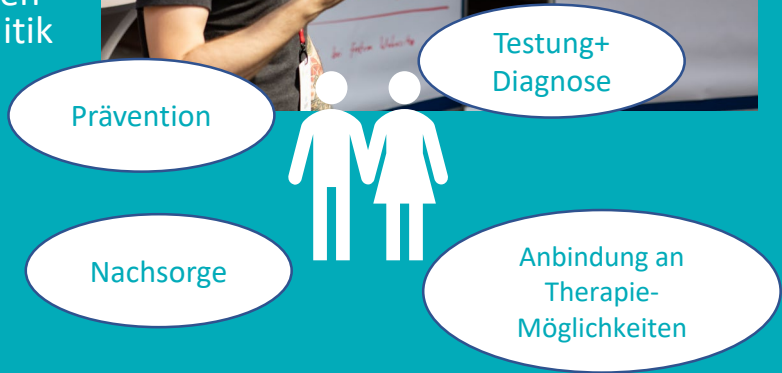 itik
Testung+
Diagnose
Prävention
Nachsorge
Anbindung an
Therapie-
Möglichkeiten